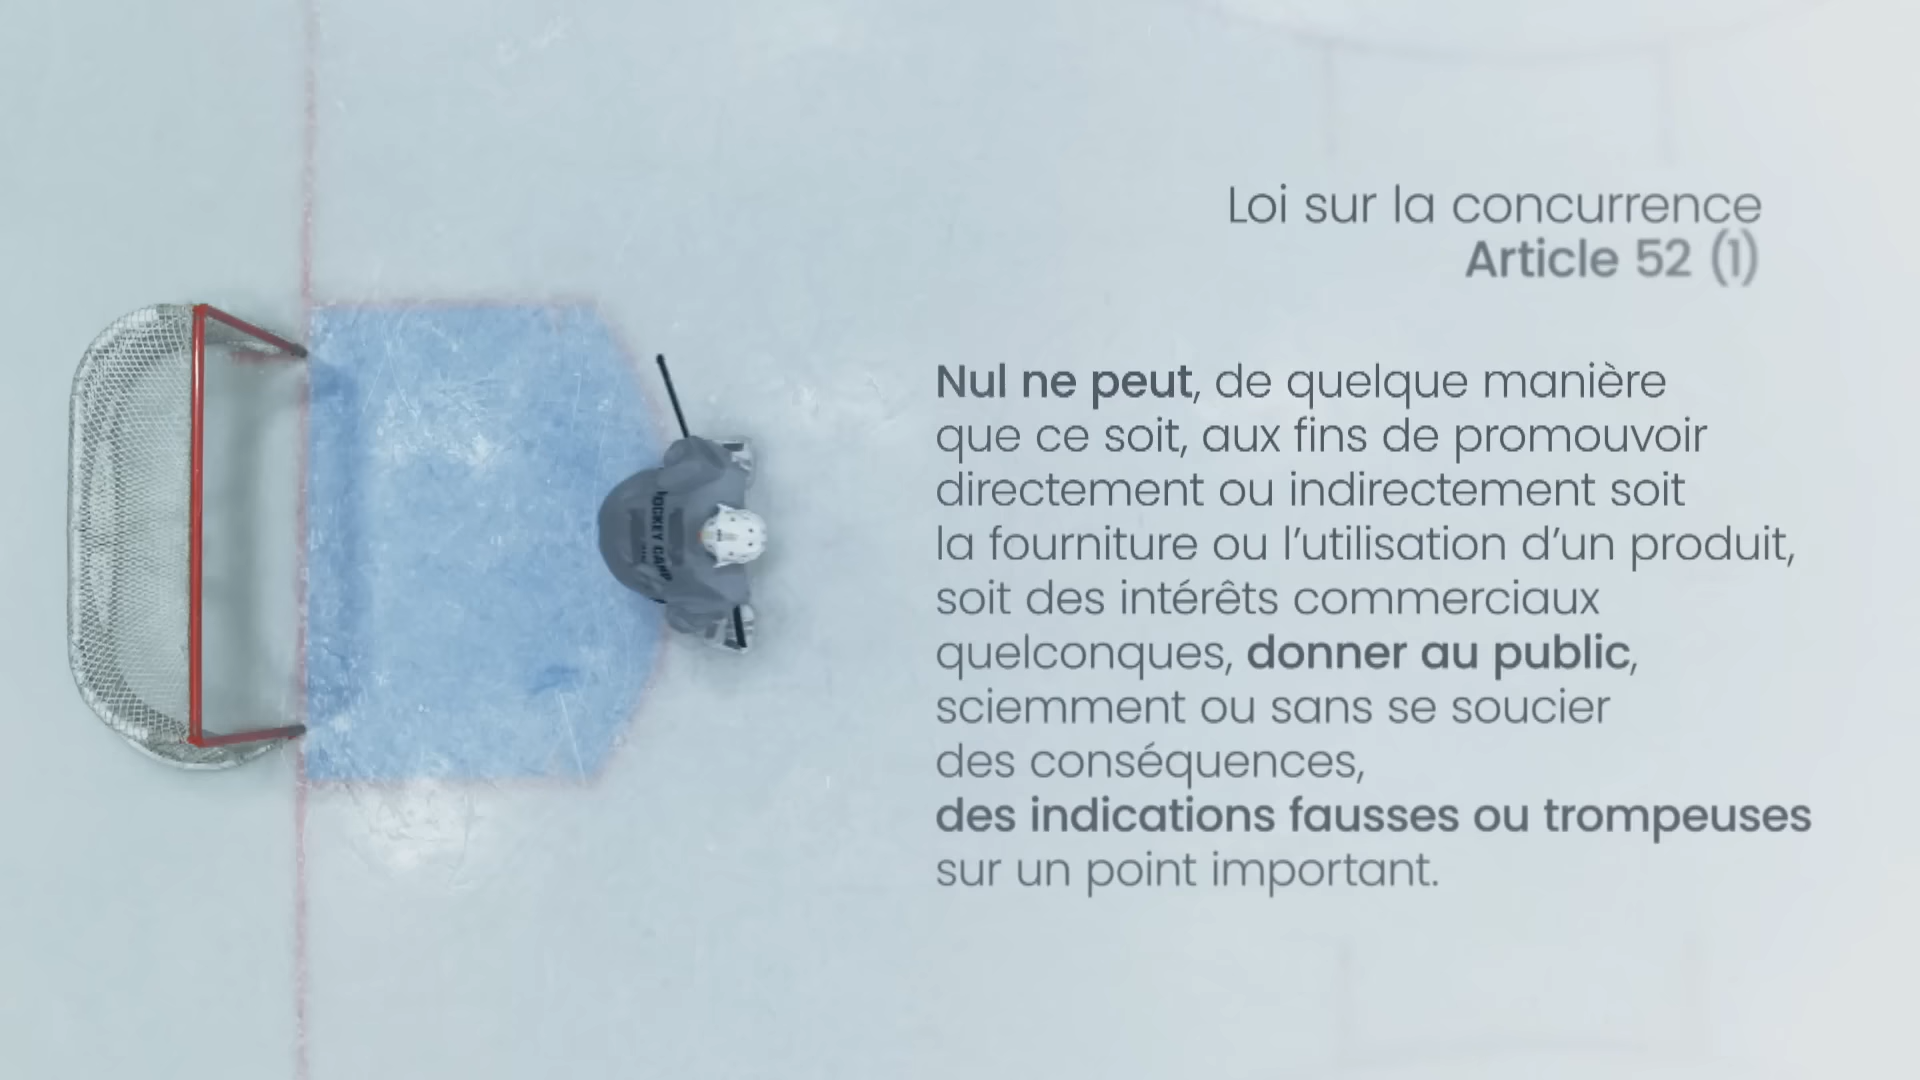 Loi sur la concurrence
Article 52 (1)
Nul ne peut, de quelque manière
que ce soit, aux fins de promouvoir
directement ou indirectement soit
la fourniture ou l’utilisation d’un produit,
soit des intérêts commerciaux
quelconques, donner au public,
sciemment ou sans se soucier
des conséquences,
des indications fausses ou trompeuses
sur un point important.